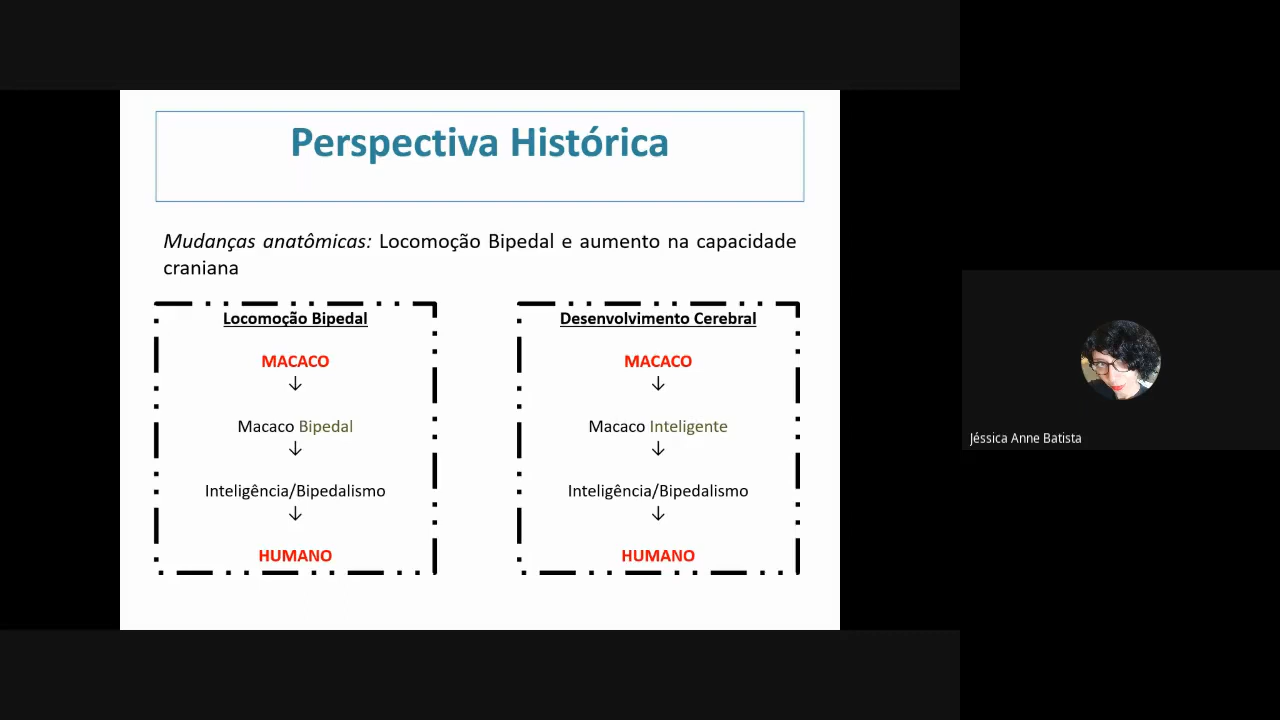 Perspectiva Histórica
Mudanças anatômicas: Locomoção Bipedal e aumento na capacidade
craniana
Locomoção Bipedal
MACACO
↓
Macaco Bipedal
↓
Inteligência/Bipedalismo
↓
HUMANO
Desenvolvimento Cerebral
MACACO
↓
Macaco Inteligente
↓
Inteligência/Bipedalismo
↓
HUMANO
Jéssica Anne Batista